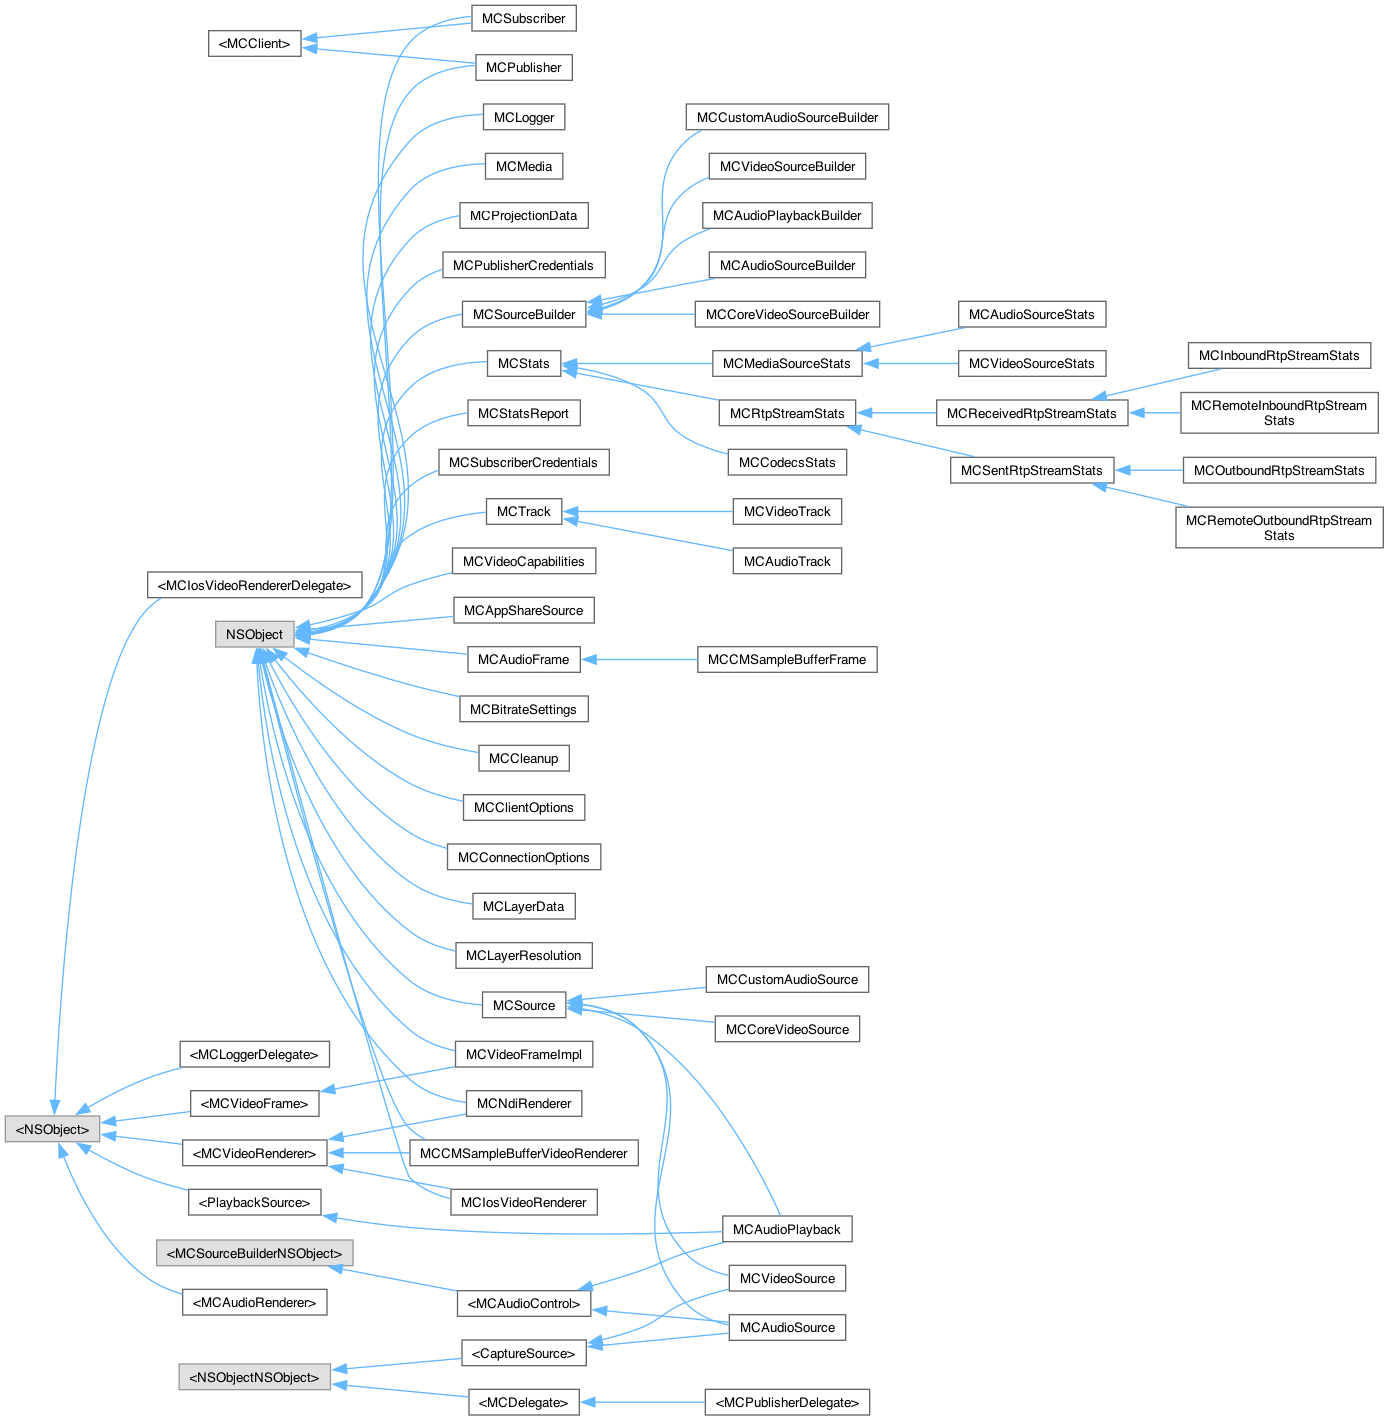 MCSubscriber
<MCClient>
MCPublisher
MCLogger
MCCustomAudioSourceBuilder
MCMedia
MCVideoSourceBuilder
MCProjectionData
MCAudioPlaybackBuilder
MCPublisherCredentials
MCAudioSourceBuilder
MCSourceBuilder
MCCoreVideoSourceBuilder
MCAudioSourceStats
MCStats
MCMediaSourceStats
MCVideoSourceStats
MCInboundRtpStreamStats
MCStatsReport
MCRtpStreamStats
MCReceivedRtpStreamStats
MCRemoteInboundRtpStream
Stats
MCSubscriberCredentials
MCCodecsStats
MCSentRtpStreamStats
MCOutboundRtpStreamStats
MCTrack
MCVideoTrack
MCRemoteOutboundRtpStream
Stats
MCVideoCapabilities
MCAudioTrack
<MCIosVideoRendererDelegate>
MCAppShareSource
NSObject
MCAudioFrame
MCCMSampleBufferFrame
MCBitrateSettings
MCCleanup
MCClientOptions
MCConnectionOptions
MCLayerData
MCLayerResolution
MCCustomAudioSource
MCSource
MCCoreVideoSource
<MCLoggerDelegate>
MCVideoFrameImpl
<MCVideoFrame>
MCNdiRenderer
<NSObject>
<MCVideoRenderer>
MCCMSampleBufferVideoRenderer
<PlaybackSource>
MCIosVideoRenderer
MCAudioPlayback
<MCSourceBuilderNSObject>
MCVideoSource
<MCAudioRenderer>
<MCAudioControl>
MCAudioSource
<CaptureSource>
<NSObjectNSObject>
<MCDelegate>
<MCPublisherDelegate>